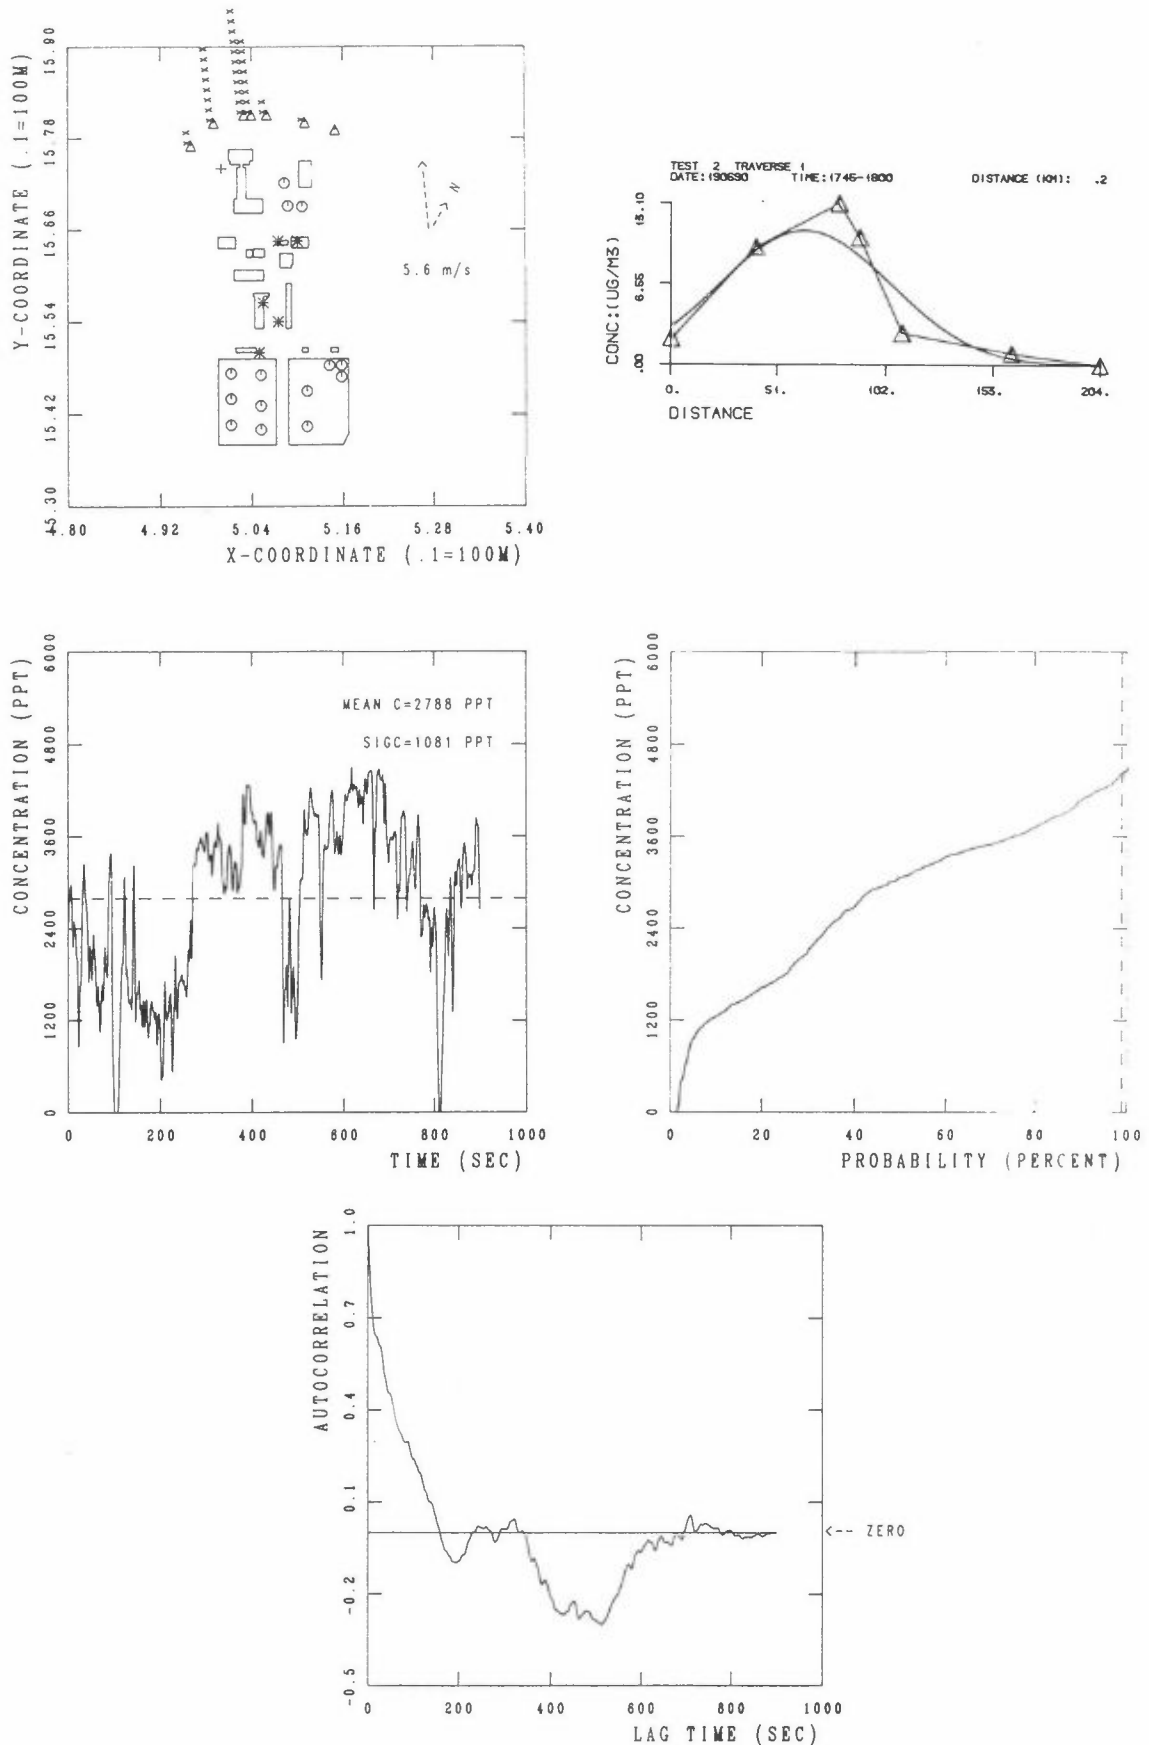 Y-COORDINATE (.1=100M)
15.90
15.78
15.66
15.54
15.42
15.30
N
5.6 m/s
4.80 4.92 5.04 5.16 5.28 5.40
X-COORDINATE (.1=100M)
TEST 2 TRAVERSE 1
DATE:190690 TIME:1745-1800 DISTANCE (KM): .2
CONC:(UG/M3)
13.10
6.55
.00
0. 51. 102. 153. 204.
DISTANCE
CONCENTRATION (PPT)
6000
4800
3600
2400
1200
0
MEAN C=2788 PPT
SIGC=1081 PPT
0 200 400 600 800 1000
TIME (SEC)
CONCENTRATION (PPT)
6000
4800
3600
2400
1200
0
0 20 40 60 80 100
PROBABILITY (PERCENT)
AUTOCORRELATION
1.0
0.7
0.4
0.1
-0.2
-0.5
<-- ZERO
0 200 400 600 800 1000
LAG TIME (SEC)